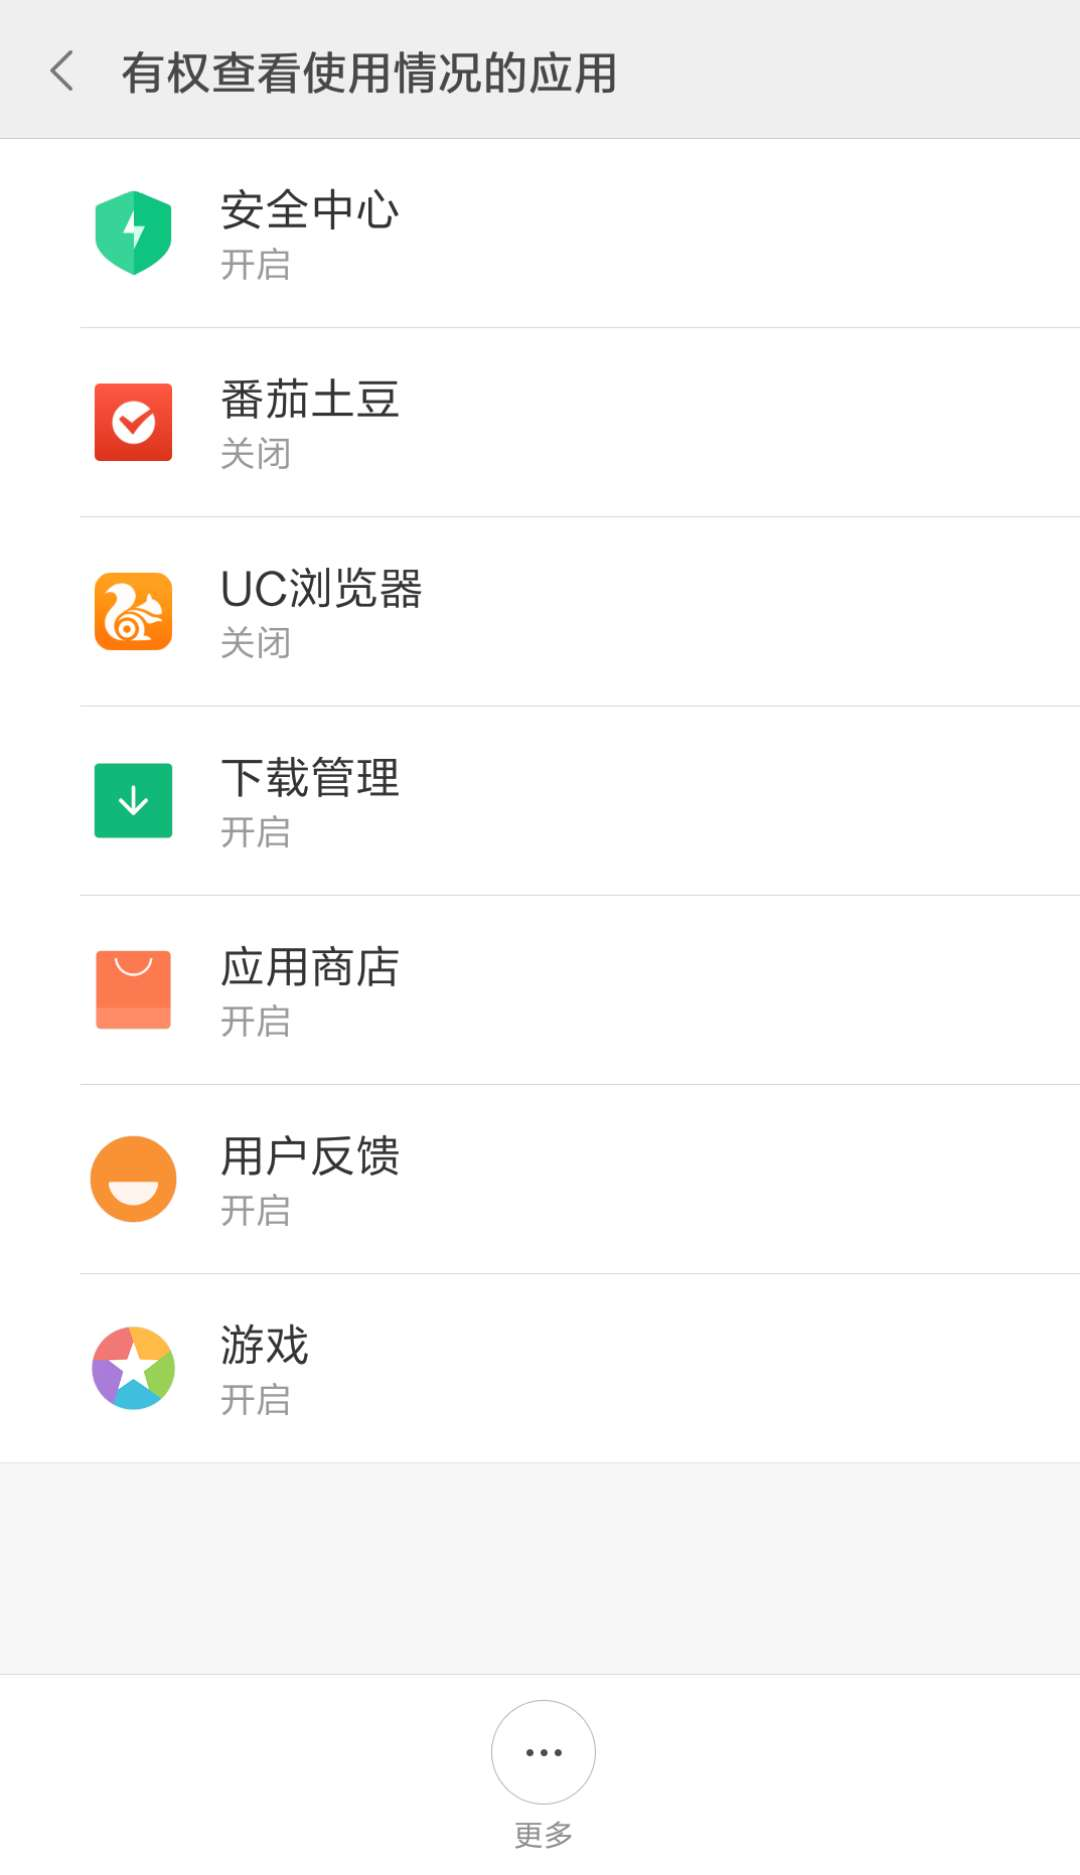 有权查看使用情况的应用
安全中心
开启
番茄土豆
关闭
UC浏览器
关闭
下载管理
开启
应用商店
开启
用户反馈
开启
游戏
开启
更多